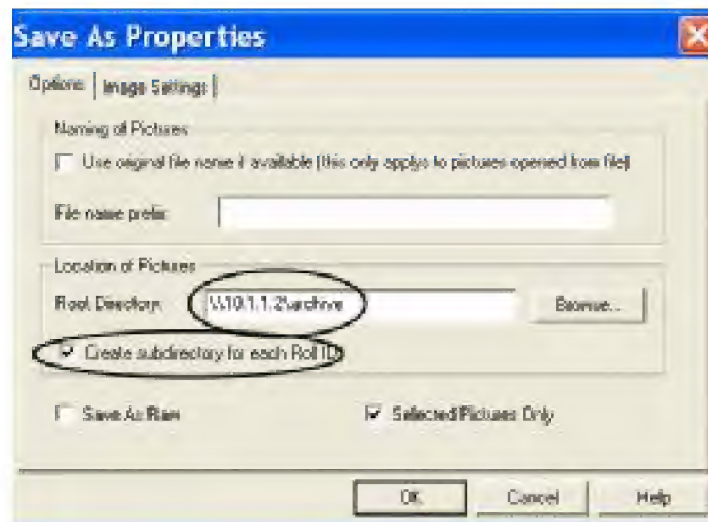 Save As Properties
Options
Image Settings
Naming of Pictures
Use original file name if available (this only applys to pictures opened from file)
File name prefix
Location of Pictures
Root Directory:
\\10.1.1.2\archive
Browse...
Create subdirectory for each Roll ID
Save As Raw
Selected Pictures Only
OK
Cancel
Help